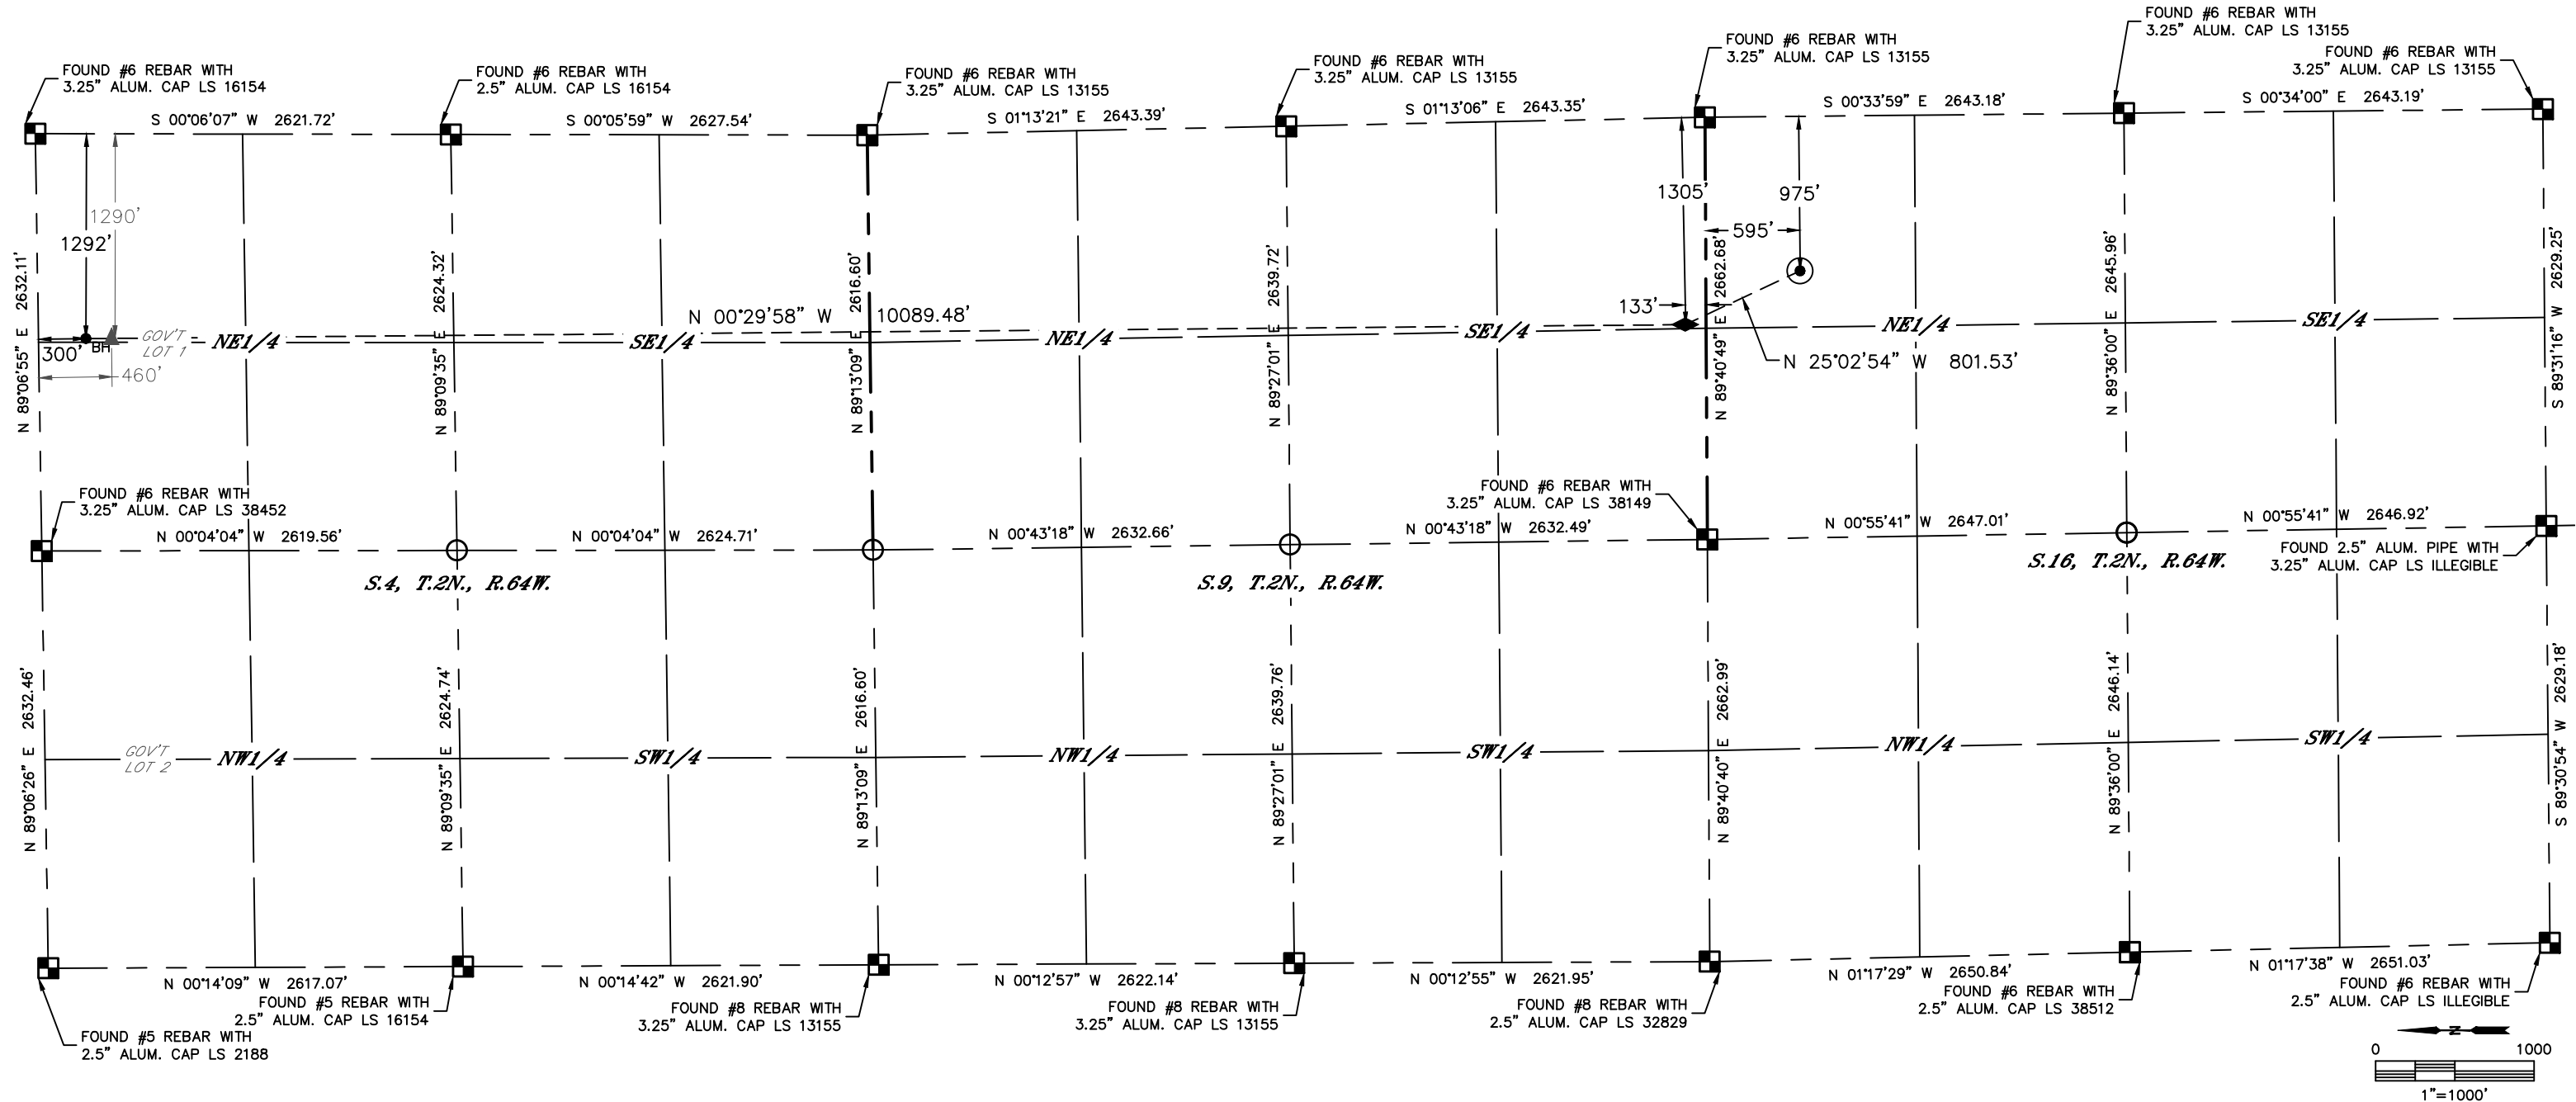 FOUND #6 REBAR WITH
3.25" ALUM. CAP LS 16154
FOUND #6 REBAR WITH
2.5" ALUM. CAP LS 16154
FOUND #6 REBAR WITH
3.25" ALUM. CAP LS 13155
FOUND #6 REBAR WITH
3.25" ALUM. CAP LS 13155
FOUND #6 REBAR WITH
3.25" ALUM. CAP LS 13155
FOUND #6 REBAR WITH
3.25" ALUM. CAP LS 13155
FOUND #6 REBAR WITH
3.25" ALUM. CAP LS 13155
S 00°06'07" W 2621.72'
S 00°05'59" W 2627.54'
S 01°13'21" E 2643.39'
S 01°13'06" E 2643.35'
S 00°33'59" E 2643.18'
S 00°34'00" E 2643.19'
1290'
1292'
1305'
975'
595'
133'
N 89°06'55" E 2632.11'
N 89°09'35" E 2624.32'
N 89°13'09" E 2616.60'
N 89°27'01" E 2639.72'
N 89°40'49" E 2662.68'
N 89°36'00" E 2645.96'
S 89°31'16" W 2629.25'
N 00°29'58" W 10089.48'
300'
BH
GOV'T
LOT 1
460'
NE1/4
SE1/4
NE1/4
SE1/4
NE1/4
SE1/4
N 25°02'54" W 801.53'
FOUND #6 REBAR WITH
3.25" ALUM. CAP LS 38452
FOUND #6 REBAR WITH
3.25" ALUM. CAP LS 38149
N 00°04'04" W 2619.56'
N 00°04'04" W 2624.71'
N 00°43'18" W 2632.66'
N 00°43'18" W 2632.49'
N 00°55'41" W 2647.01'
N 00°55'41" W 2646.92'
FOUND 2.5" ALUM. PIPE WITH
3.25" ALUM. CAP LS ILLEGIBLE
S.4, T.2N., R.64W.
S.9, T.2N., R.64W.
S.16, T.2N., R.64W.
N 89°06'26" E 2632.46'
N 89°09'35" E 2624.74'
N 89°13'09" E 2616.60'
N 89°27'01" E 2639.76'
N 89°40'40" E 2662.99'
N 89°36'00" E 2646.14'
S 89°30'54" W 2629.18'
GOV'T
LOT 2
NW1/4
SW1/4
NW1/4
SW1/4
NW1/4
SW1/4
N 00°14'09" W 2617.07'
N 00°14'42" W 2621.90'
N 00°12'57" W 2622.14'
N 00°12'55" W 2621.95'
N 01°17'29" W 2650.84'
N 01°17'38" W 2651.03'
FOUND #5 REBAR WITH
2.5" ALUM. CAP LS 2188
FOUND #5 REBAR WITH
2.5" ALUM. CAP LS 16154
FOUND #8 REBAR WITH
3.25" ALUM. CAP LS 13155
FOUND #8 REBAR WITH
3.25" ALUM. CAP LS 13155
FOUND #8 REBAR WITH
2.5" ALUM. CAP LS 32829
FOUND #6 REBAR WITH
2.5" ALUM. CAP LS 38512
FOUND #6 REBAR WITH
2.5" ALUM. CAP LS ILLEGIBLE
N
0 1000
1"=1000'